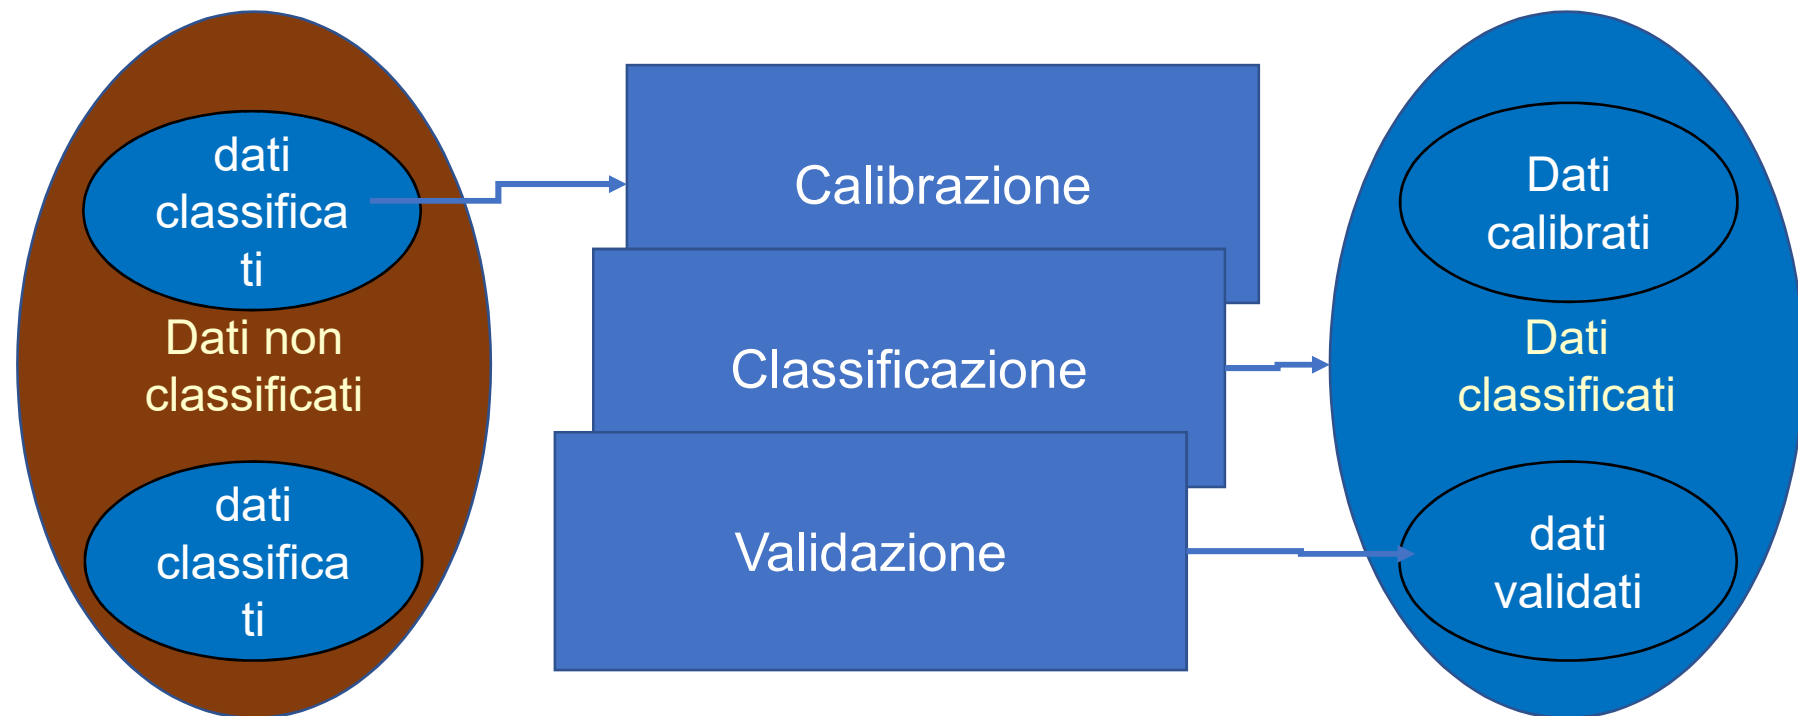 dati
classifica
ti
Dati non
classificati
dati
classifica
ti
Calibrazione
Classificazione
Validazione
Dati
calibrati
Dati
classificati
dati
validati